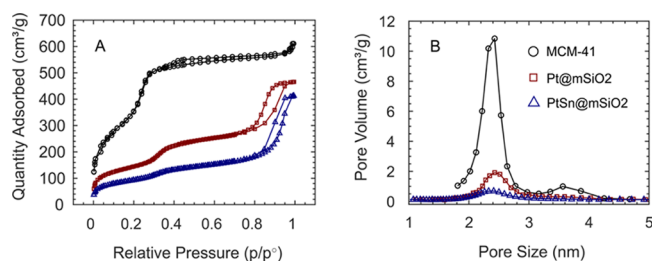 A
Quantity Adsorbed (cm³/g)
700
600
500
400
300
200
100
0
0 0.2 0.4 0.6 0.8 1
Relative Pressure (p/p°)
B
Pore Volume (cm³/g)
12
10
8
6
4
2
0
MCM-41
Pt@mSiO2
PtSn@mSiO2
1 2 3 4 5
Pore Size (nm)